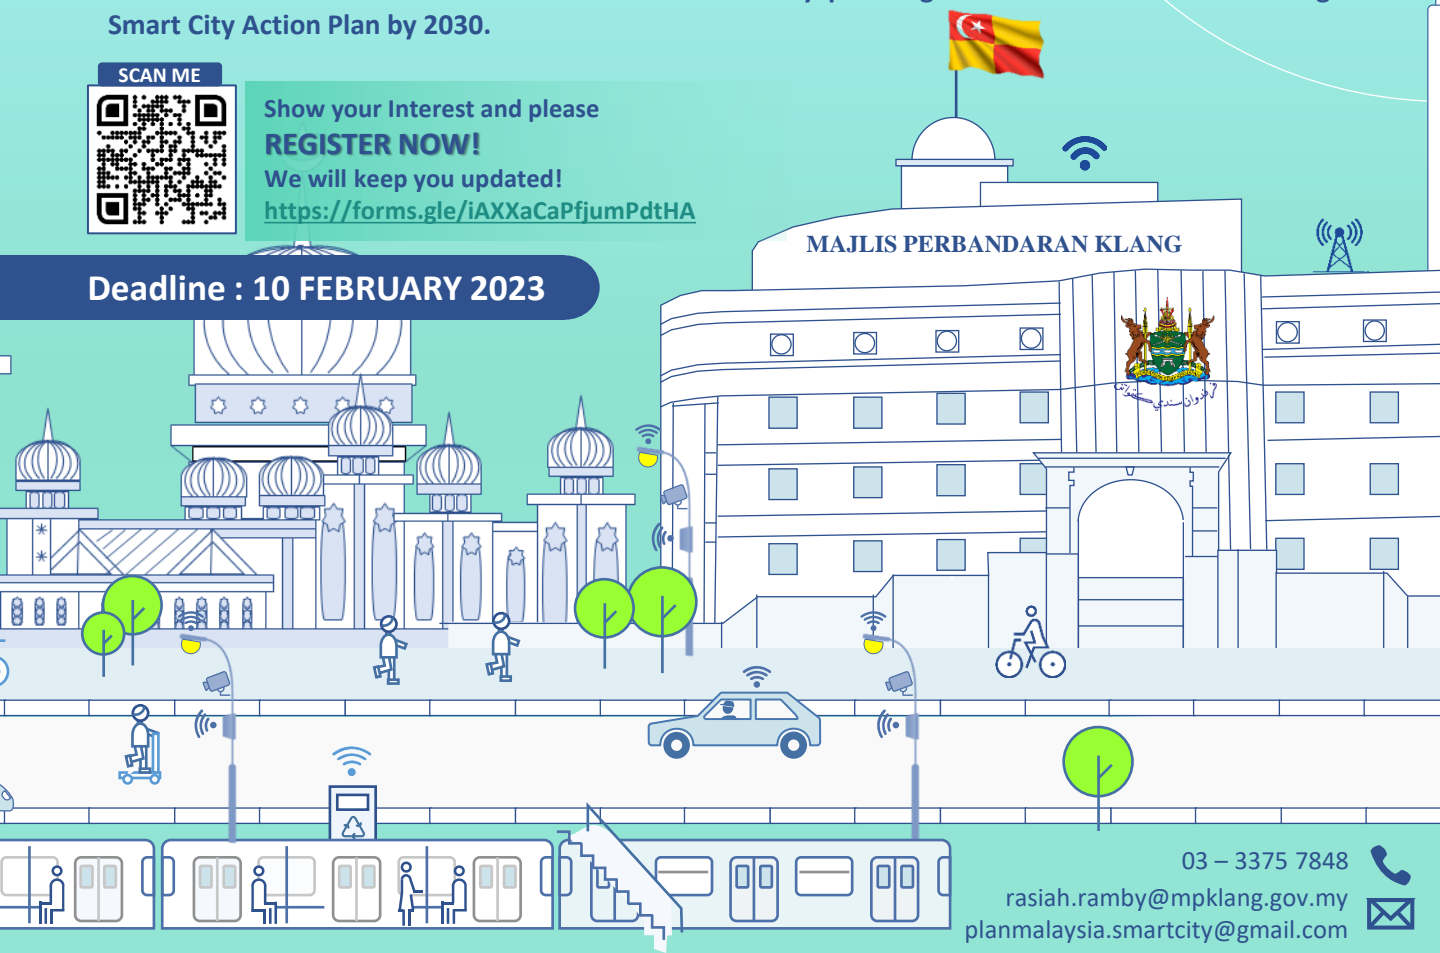 Smart City Action Plan by 2030.
SCAN ME
Show your Interest and please
REGISTER NOW!
We will keep you updated!
https://forms.gle/iAXXaCaPfjumPdtHA
Deadline : 10 FEBRUARY 2023
MAJLIS PERBANDARAN KLANG
03 – 3375 7848
rasiah.ramby@mpklang.gov.my
planmalaysia.smartcity@gmail.com